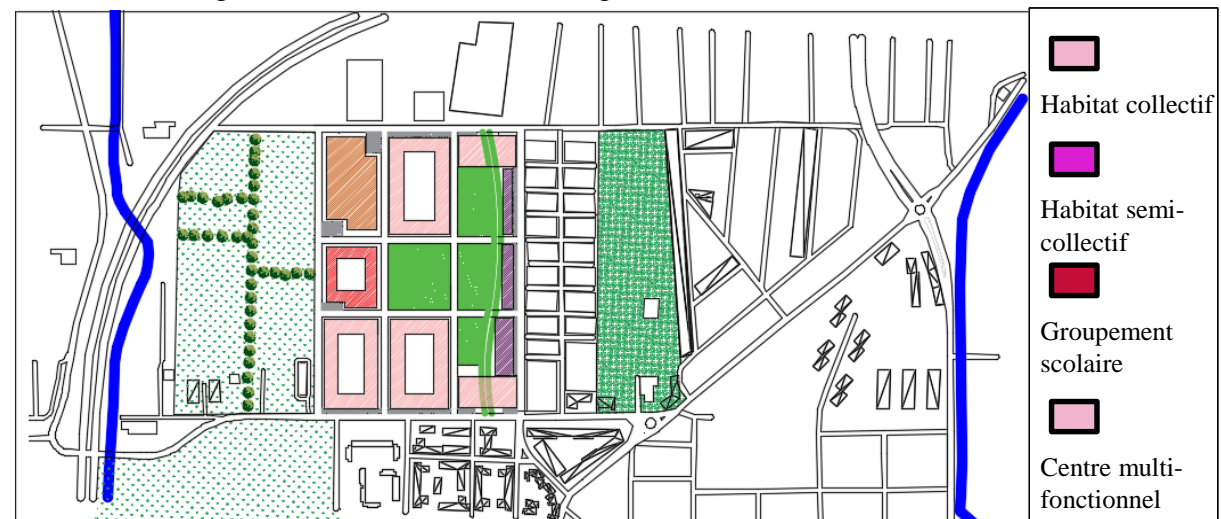 Habitat collectif
Habitat semi-
collectif
Groupement
scolaire
Centre multi-
fonctionnel